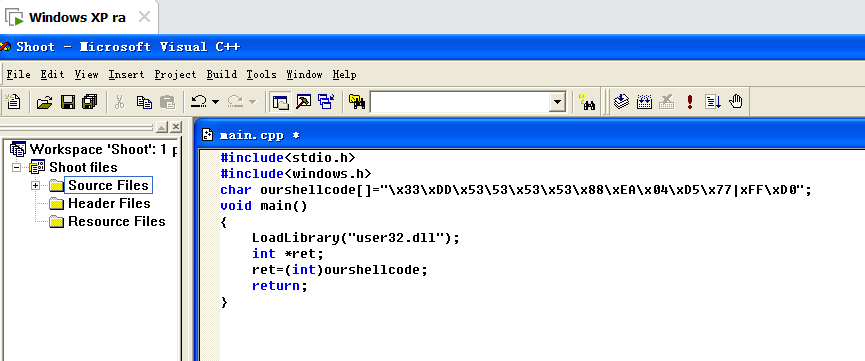 Windows XP ra
Shoot - Microsoft Visual C++
File Edit View Insert Project Build Tools Window Help
main.cpp *
Workspace 'Shoot': 1 p
Shoot files
Source Files
Header Files
Resource Files
#include<stdio.h>
#include<windows.h>
char ourshellcode[]="\x33\xDD\x53\x53\x53\x53\x88\xEA\x04\xD5\x77|xFF\xD0";
void main()
{
LoadLibrary("user32.dll");
int *ret;
ret=(int)ourshellcode;
return;
}